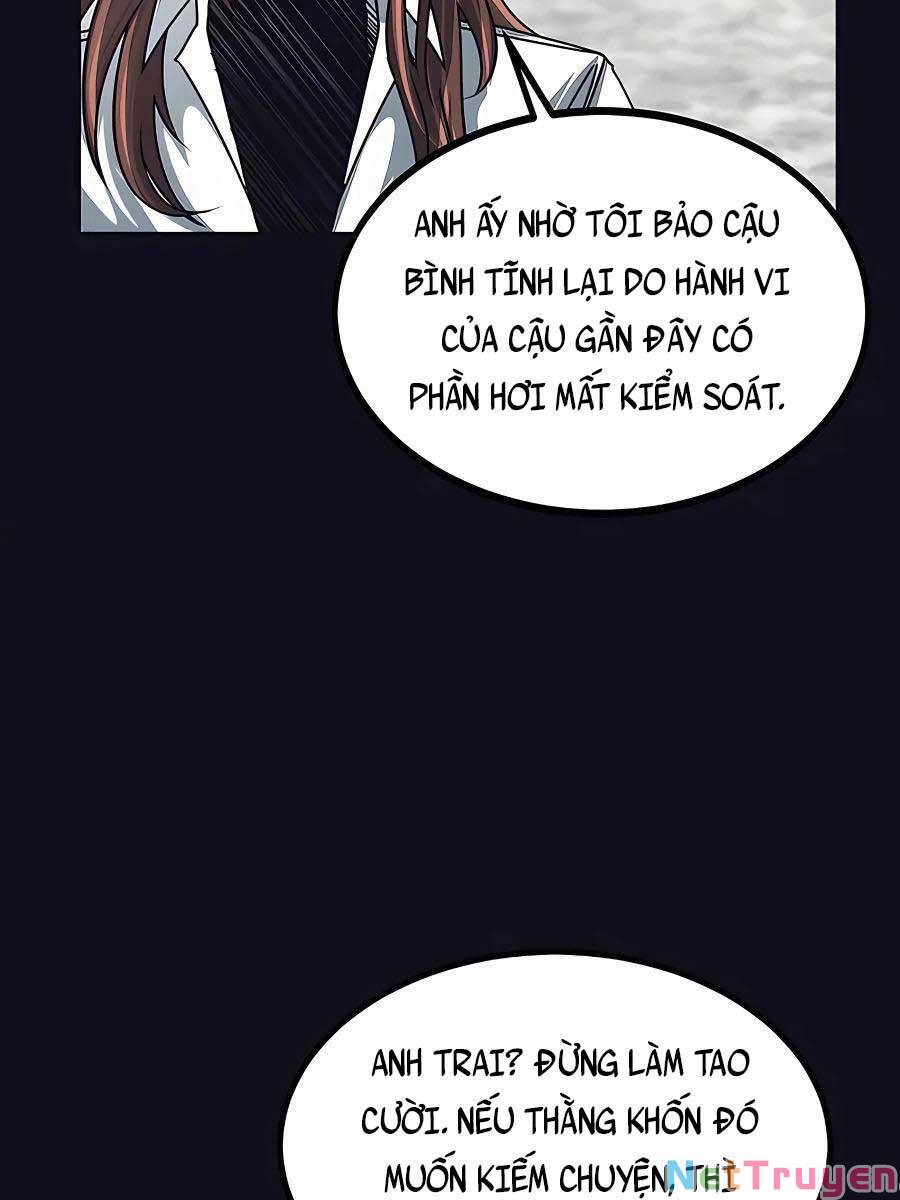 ANH ẤY NHỜ TÔI BẢO CẬU
BÌNH TĨNH LẠI DO HÀNH VI
CỦA CẬU GẦN ĐÂY CÓ
PHẦN HƠI MẤT KIỂM SOÁT.
ANH TRAI? ĐỪNG LÀM TAO
CƯỜI. NẾU THẰNG KHỐN ĐÓ
MUỐN KIẾM CHUYỆN, THÌ
NetTruyen